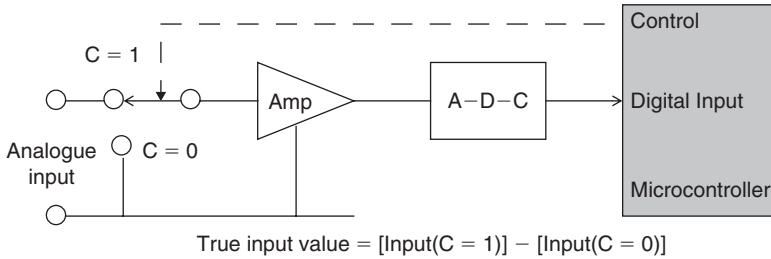 Control
C = 1
Amp
A–D–C
Digital Input
Analogue
input
C = 0
Microcontroller
True input value = [Input(C = 1)] – [Input(C = 0)]